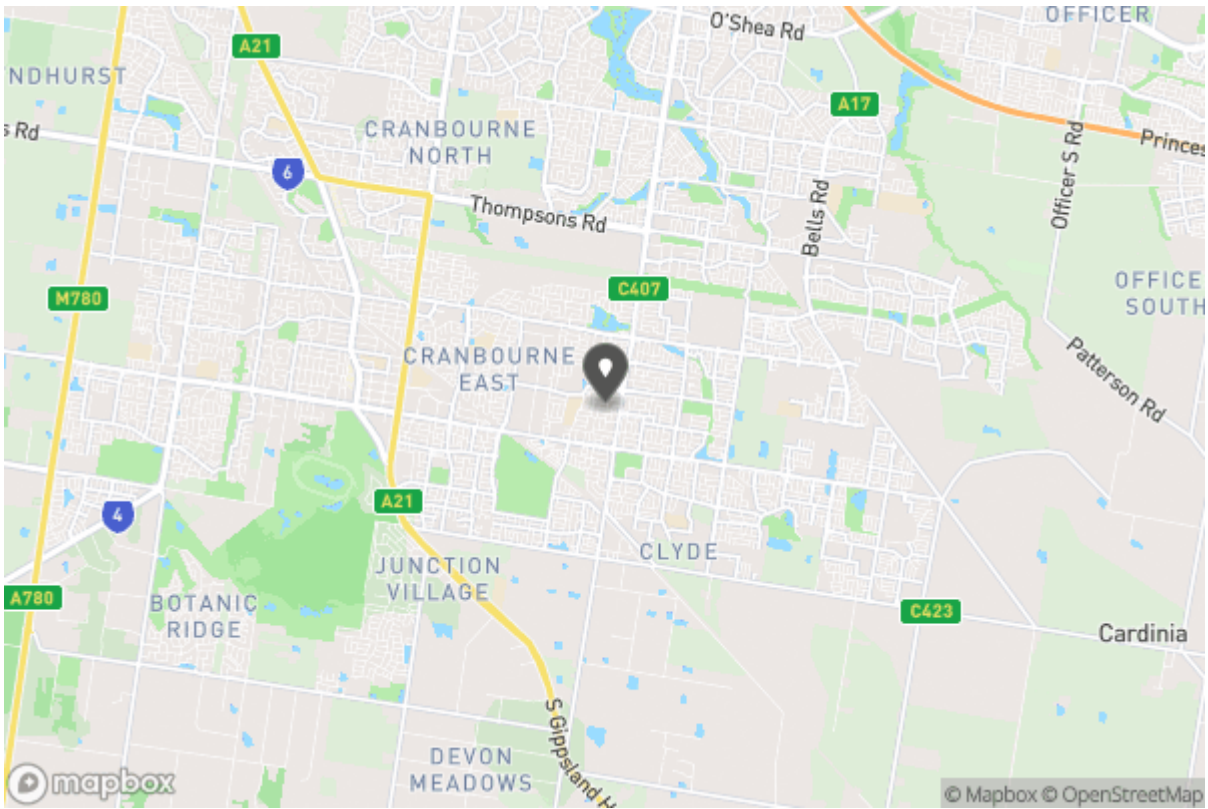 OFFICER
O'Shea Rd
A21
NDHURST
A17
CRANBOURNE
NORTH
s Rd
Princes
6
Officer S Rd
Thompsons Rd
Bells Rd
C407
M780
OFFICE
SOUTH
CRANBOURNE
EAST
Patterson Rd
A21
4
CLYDE
JUNCTION
VILLAGE
A780
BOTANIC
RIDGE
C423
Cardinia
S Gippsland H
DEVON
MEADOWS
mapbox
© Mapbox © OpenStreetMap